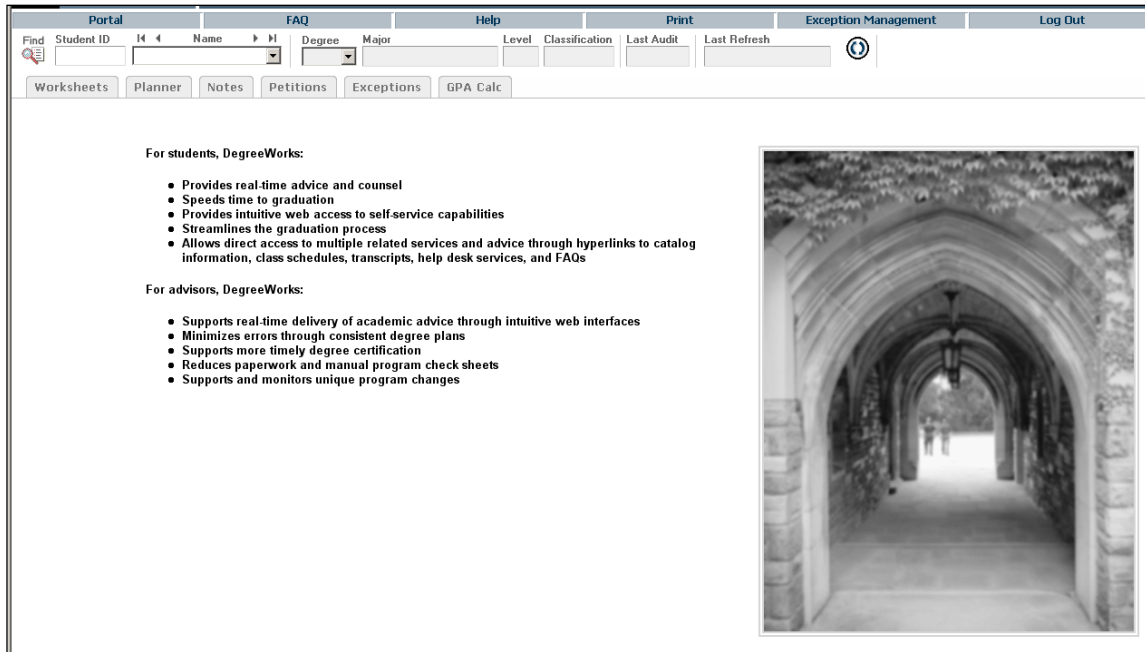 Portal FAQ Help Print Exception Management Log Out
Find Student ID Name Degree Major Level Classification Last Audit Last Refresh
Worksheets Planner Notes Petitions Exceptions GPA Calc
For students, DegreeWorks:
Provides real-time advice and counsel
Speeds time to graduation
Provides intuitive web access to self-service capabilities
Streamlines the graduation process
Allows direct access to multiple related services and advice through hyperlinks to catalog
information, class schedules, transcripts, help desk services, and FAQs
For advisors, DegreeWorks:
Supports real-time delivery of academic advice through intuitive web interfaces
Minimizes errors through consistent degree plans
Supports more timely degree certification
Reduces paperwork and manual program check sheets
Supports and monitors unique program changes